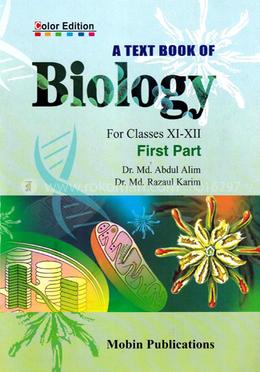 Color Edition
A TEXT BOOK OF
Biology
For Classes XI-XII
First Part
Dr. Md. Abdul Alim
Dr. Md. Razaul Karim
Mobin Publications